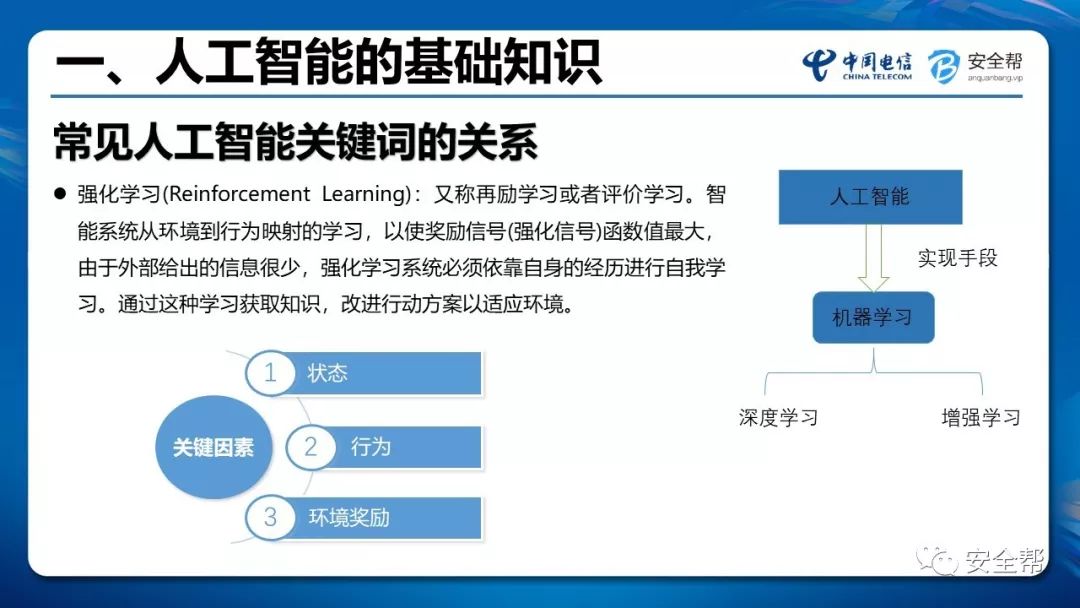 一、人工智能的基础知识
中国电信
CHINA TELECOM
安全帮
anquanbang.vip
常见人工智能关键词的关系
强化学习(Reinforcement Learning)：又称再励学习或者评价学习。智
能系统从环境到行为映射的学习，以使奖励信号(强化信号)函数值最大，
由于外部给出的信息很少，强化学习系统必须依靠自身的经历进行自我学
习。通过这种学习获取知识，改进行动方案以适应环境。
关键因素
1 状态
2 行为
3 环境奖励
人工智能
实现手段
机器学习
深度学习
增强学习
安全帮